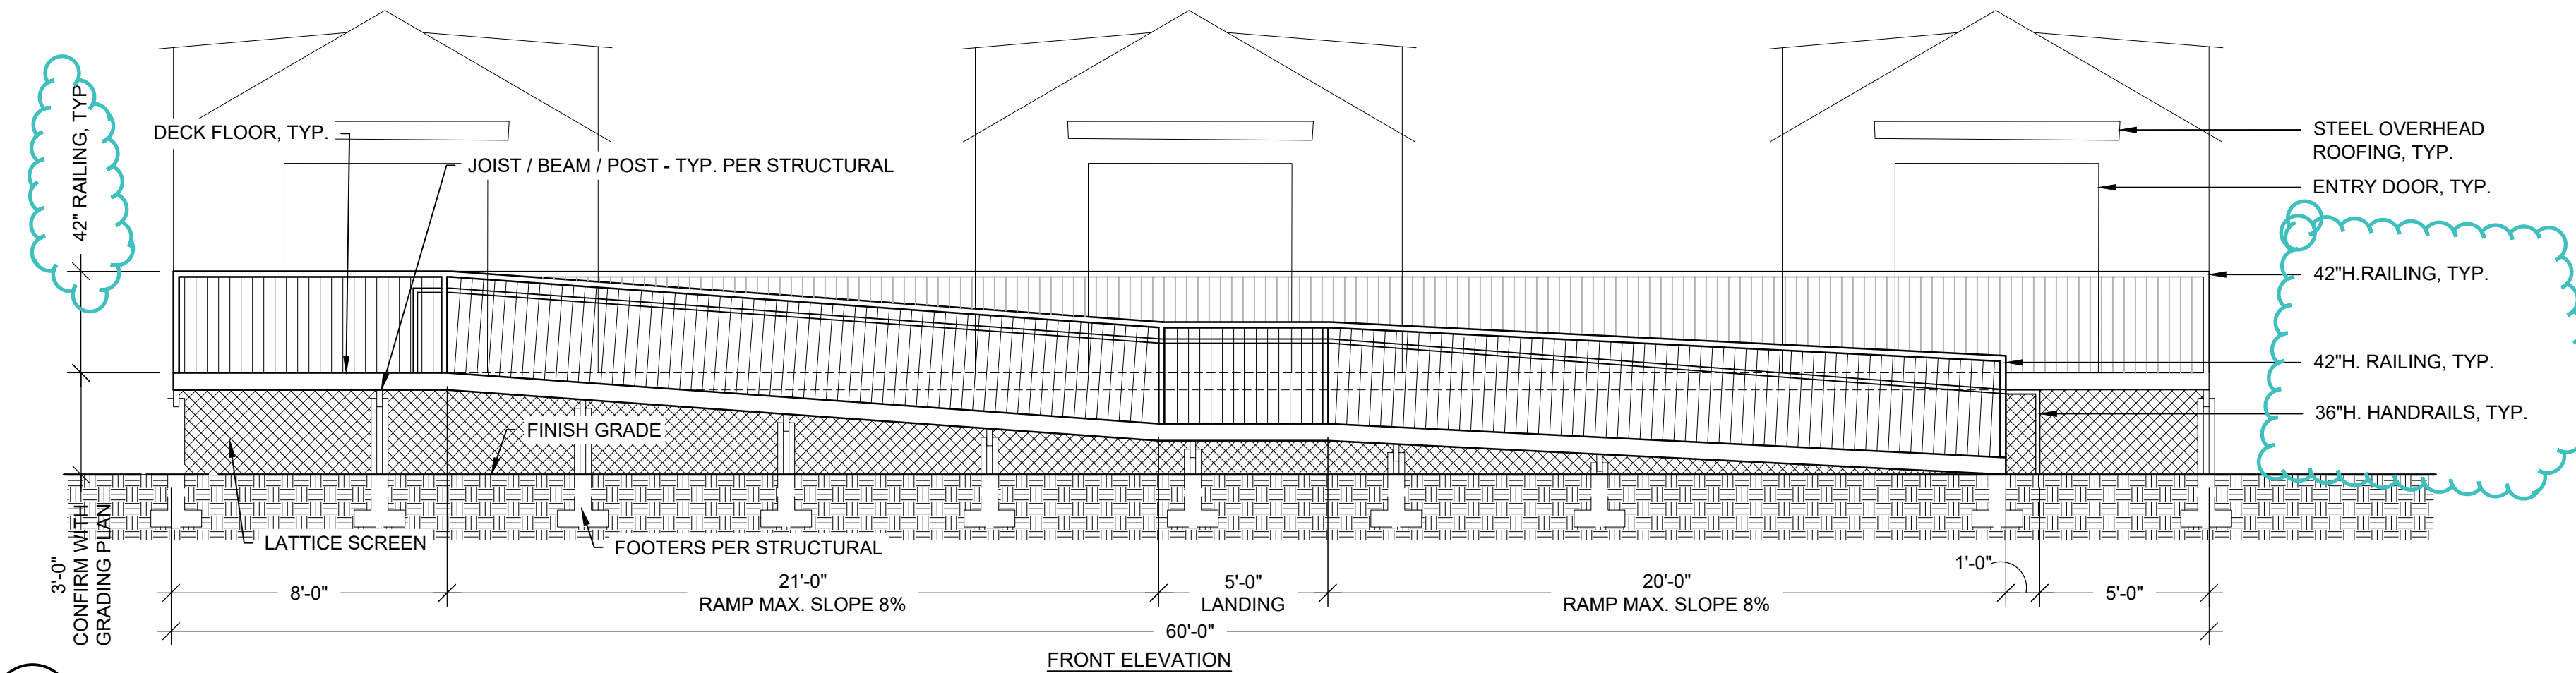 42" RAILING, TYP
DECK FLOOR, TYP.
JOIST / BEAM / POST - TYP. PER STRUCTURAL
STEEL OVERHEAD
ROOFING, TYP.
ENTRY DOOR, TYP.
42"H.RAILING, TYP.
42"H. RAILING, TYP.
36"H. HANDRAILS, TYP.
FINISH GRADE
LATTICE SCREEN
FOOTERS PER STRUCTURAL
3'-0"
CONFIRM WITH
GRADING PLAN
8'-0"
21'-0"
RAMP MAX. SLOPE 8%
5'-0"
LANDING
20'-0"
RAMP MAX. SLOPE 8%
1'-0"
5'-0"
60'-0"
FRONT ELEVATION